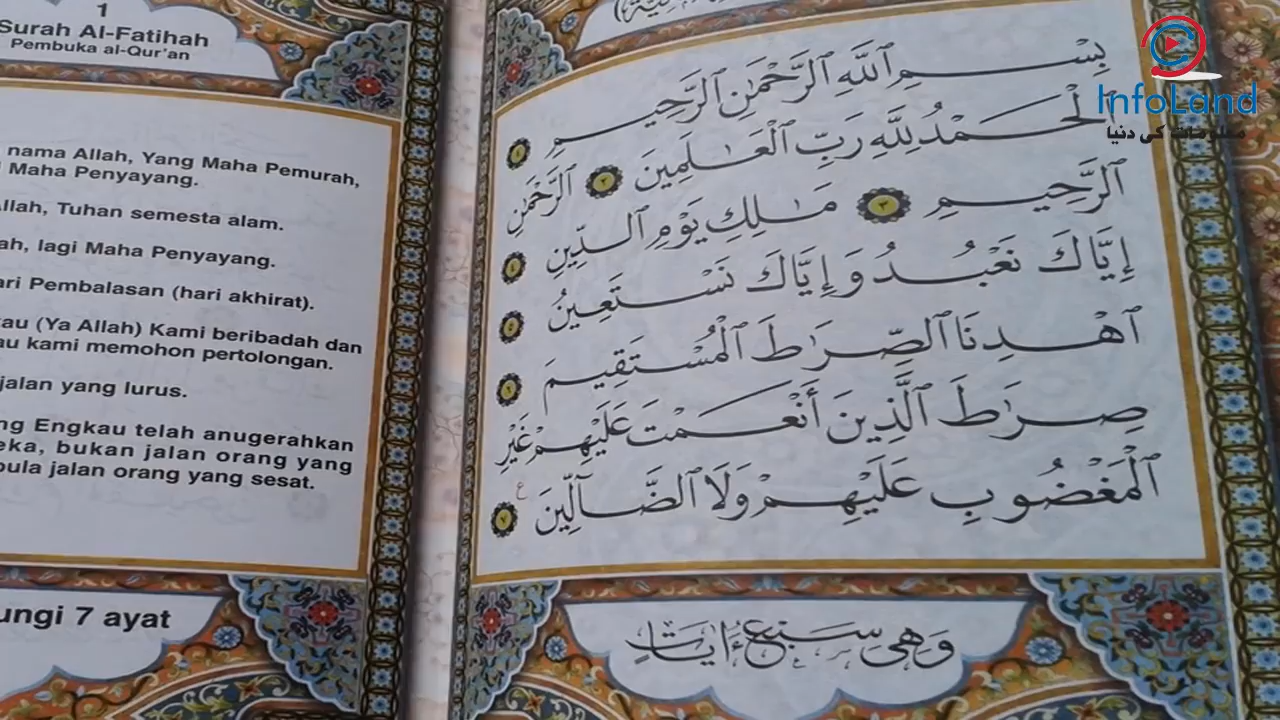 1
Surah Al-Fatihah
Pembuka al-Qur'an
nama Allah, Yang Maha Pemurah,
Maha Penyayang.
Allah, Tuhan semesta alam.
ah, lagi Maha Penyayang.
ari Pembalasan (hari akhirat).
kau (Ya Allah) Kami beribadah dan
au kami memohon pertolongan.
jalan yang lurus.
ng Engkau telah anugerahkan
eka, bukan jalan orang yang
pula jalan orang yang sesat.
ungi 7 ayat
بِسْمِ ٱللَّهِ ٱلرَّحْمَٰنِ ٱلرَّحِيمِ ١
ٱلْحَمْدُ لِلَّهِ رَبِّ ٱلْعَٰلَمِينَ ٢ ٱلرَّحْمَٰنِ
ٱلرَّحِيمِ ٣ مَٰلِكِ يَوْمِ ٱلدِّينِ ٤
إِيَّاكَ نَعْبُدُ وَإِيَّاكَ نَسْتَعِينُ ٥
ٱهْدِنَا ٱلصِّرَٰطَ ٱلْمُسْتَقِيمَ ٦
صِرَٰطَ ٱلَّذِينَ أَنْعَمْتَ عَلَيْهِمْ غَيْرِ
ٱلْمَغْضُوبِ عَلَيْهِمْ وَلَا ٱلضَّآلِّينَ ٧
ع
وَهِىَ سَبْعُ ءَايَاتٍ
InfoLand
معلومات کی دنیا